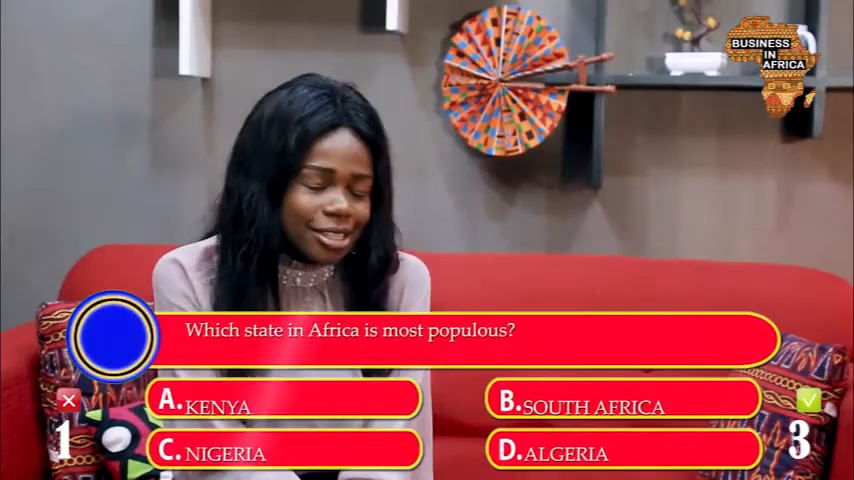 BUSINESS
IN
AFRICA
Which state in Africa is most populous?
A. KENYA
B. SOUTH AFRICA
1
3
C. NIGERIA
D. ALGERIA